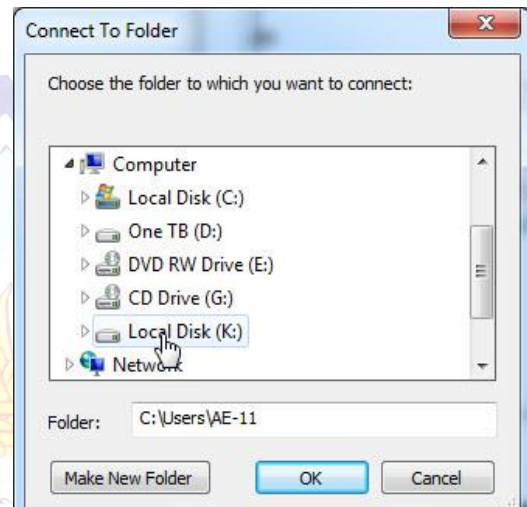 Connect To Folder
Choose the folder to which you want to connect:
Computer
Local Disk (C:)
One TB (D:)
DVD RW Drive (E:)
CD Drive (G:)
Local Disk (K:)
Network
Folder: C:\Users\AE-11
Make New Folder OK Cancel